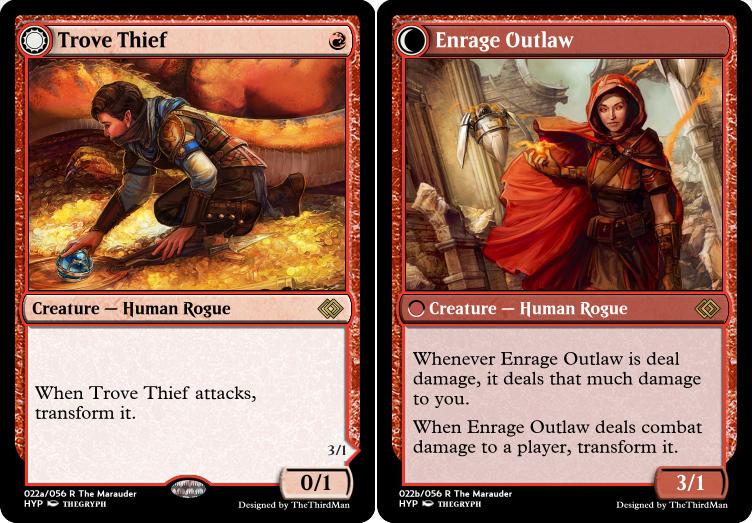 Trove Thief
Creature — Human Rogue
When Trove Thief attacks,
transform it.
3/1
0/1
022a/056 R The Marauder
HYP THEGRYPH
Designed by TheThirdMan
Enrage Outlaw
Creature — Human Rogue
Whenever Enrage Outlaw is deal
damage, it deals that much damage
to you.
When Enrage Outlaw deals combat
damage to a player, transform it.
3/1
022b/056 R The Marauder
HYP THEGRYPH
Designed by TheThirdMan